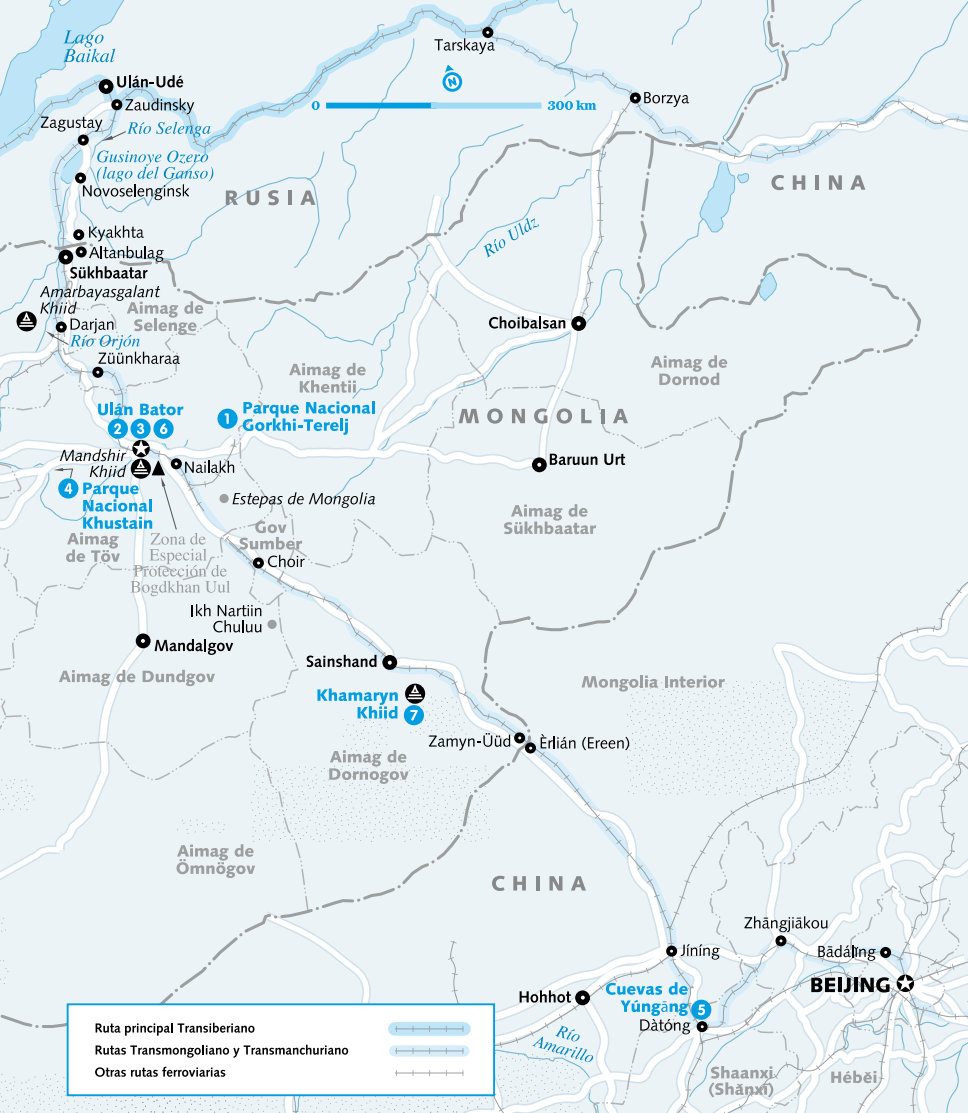 Lago
Baikal
Tarskaya
Ulán-Udé
N
Zaudinsky
0
300 km
Borzya
Zagustay
Río Selenga
Gusinoye Ozero
(lago del Ganso)
Novoselengínsk
RUSIA
CHINA
Kyakhta
Altanbulag
Río Uldz
Sükhbaatar
Amarbayasgalant
Khiid
Aimag de
Selenge
Darjan
Río Orjón
Choibalsan
Züünkharaa
Aimag de
Khentii
Aimag de
Dornod
Ulán Bator
2 3 6
1 Parque Nacional
Gorkhi-Terelj
MONGOLIA
Mandshir
Khiid
Nailakh
Baruun Urt
4 Parque
Nacional
Khustain
Estepas de Mongolia
Aimag de
Sükhbaatar
Aimag
de Töv
Zona de
Especial
Protección de
Bogdkhan Uul
Gov
Sumber
Choir
Ikh Nartiin
Chuluu
Mandalgov
Sainshand
Aimag de Dundgov
Mongolia Interior
Khamaryn
Khiid 7
Zamyn-Üüd
Èrlián (Ereen)
Aimag de
Dornogov
Aimag de
Ömnögov
CHINA
Zhāngjiākou
Jíníng
Bādálǐng
BEIJING
Hohhot
Cuevas de
Yúngāng 5
Dàtóng
Río
Amarillo
Shaanxi
(Shǎnxī)
Héběi
Ruta principal Transiberiano
Rutas Transmongoliano y Transmanchuriano
Otras rutas ferroviarias